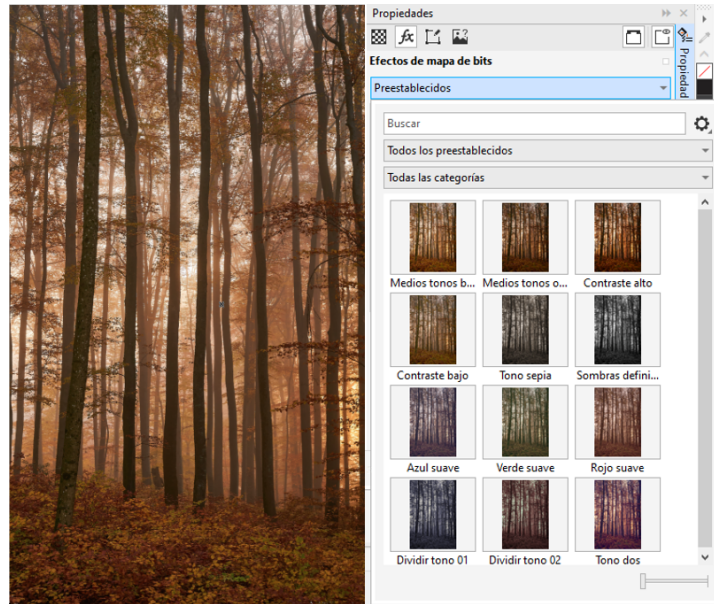 Propiedades
Efectos de mapa de bits
Propiedad
Preestablecidos
Buscar
Todos los preestablecidos
Todas las categorías
Medios tonos b...
Medios tonos o...
Contraste alto
Contraste bajo
Tono sepia
Sombras defini...
Azul suave
Verde suave
Rojo suave
Dividir tono 01
Dividir tono 02
Tono dos